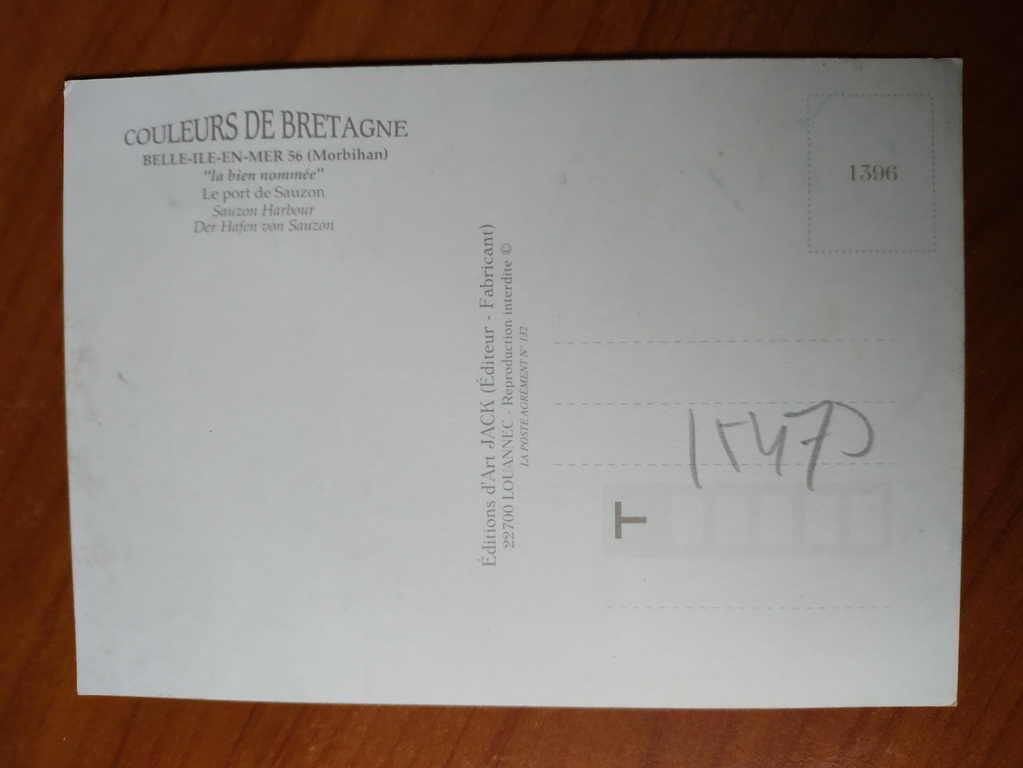 COULEURS DE BRETAGNE
BELLE-ILE-EN-MER 56 (Morbihan)
"la bien nommée"
Le port de Sauzon
Sauzon Harbour
Der Hafen von Sauzon
Éditions d'Art JACK (Éditeur - Fabricant)
22700 LOUANNEC - Reproduction interdite ©
LA POSTE AGRÉMENT N° 132
1396
T